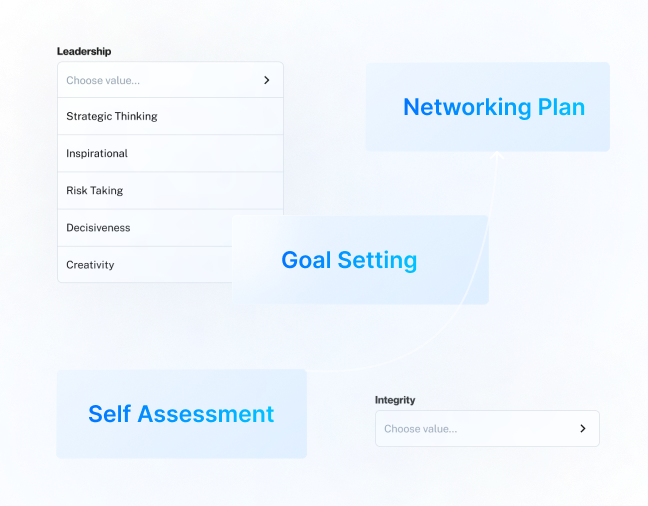 Leadership
Choose value...
Strategic Thinking
Inspirational
Risk Taking
Decisiveness
Creativity
Networking Plan
Goal Setting
Self Assessment
Integrity
Choose value...